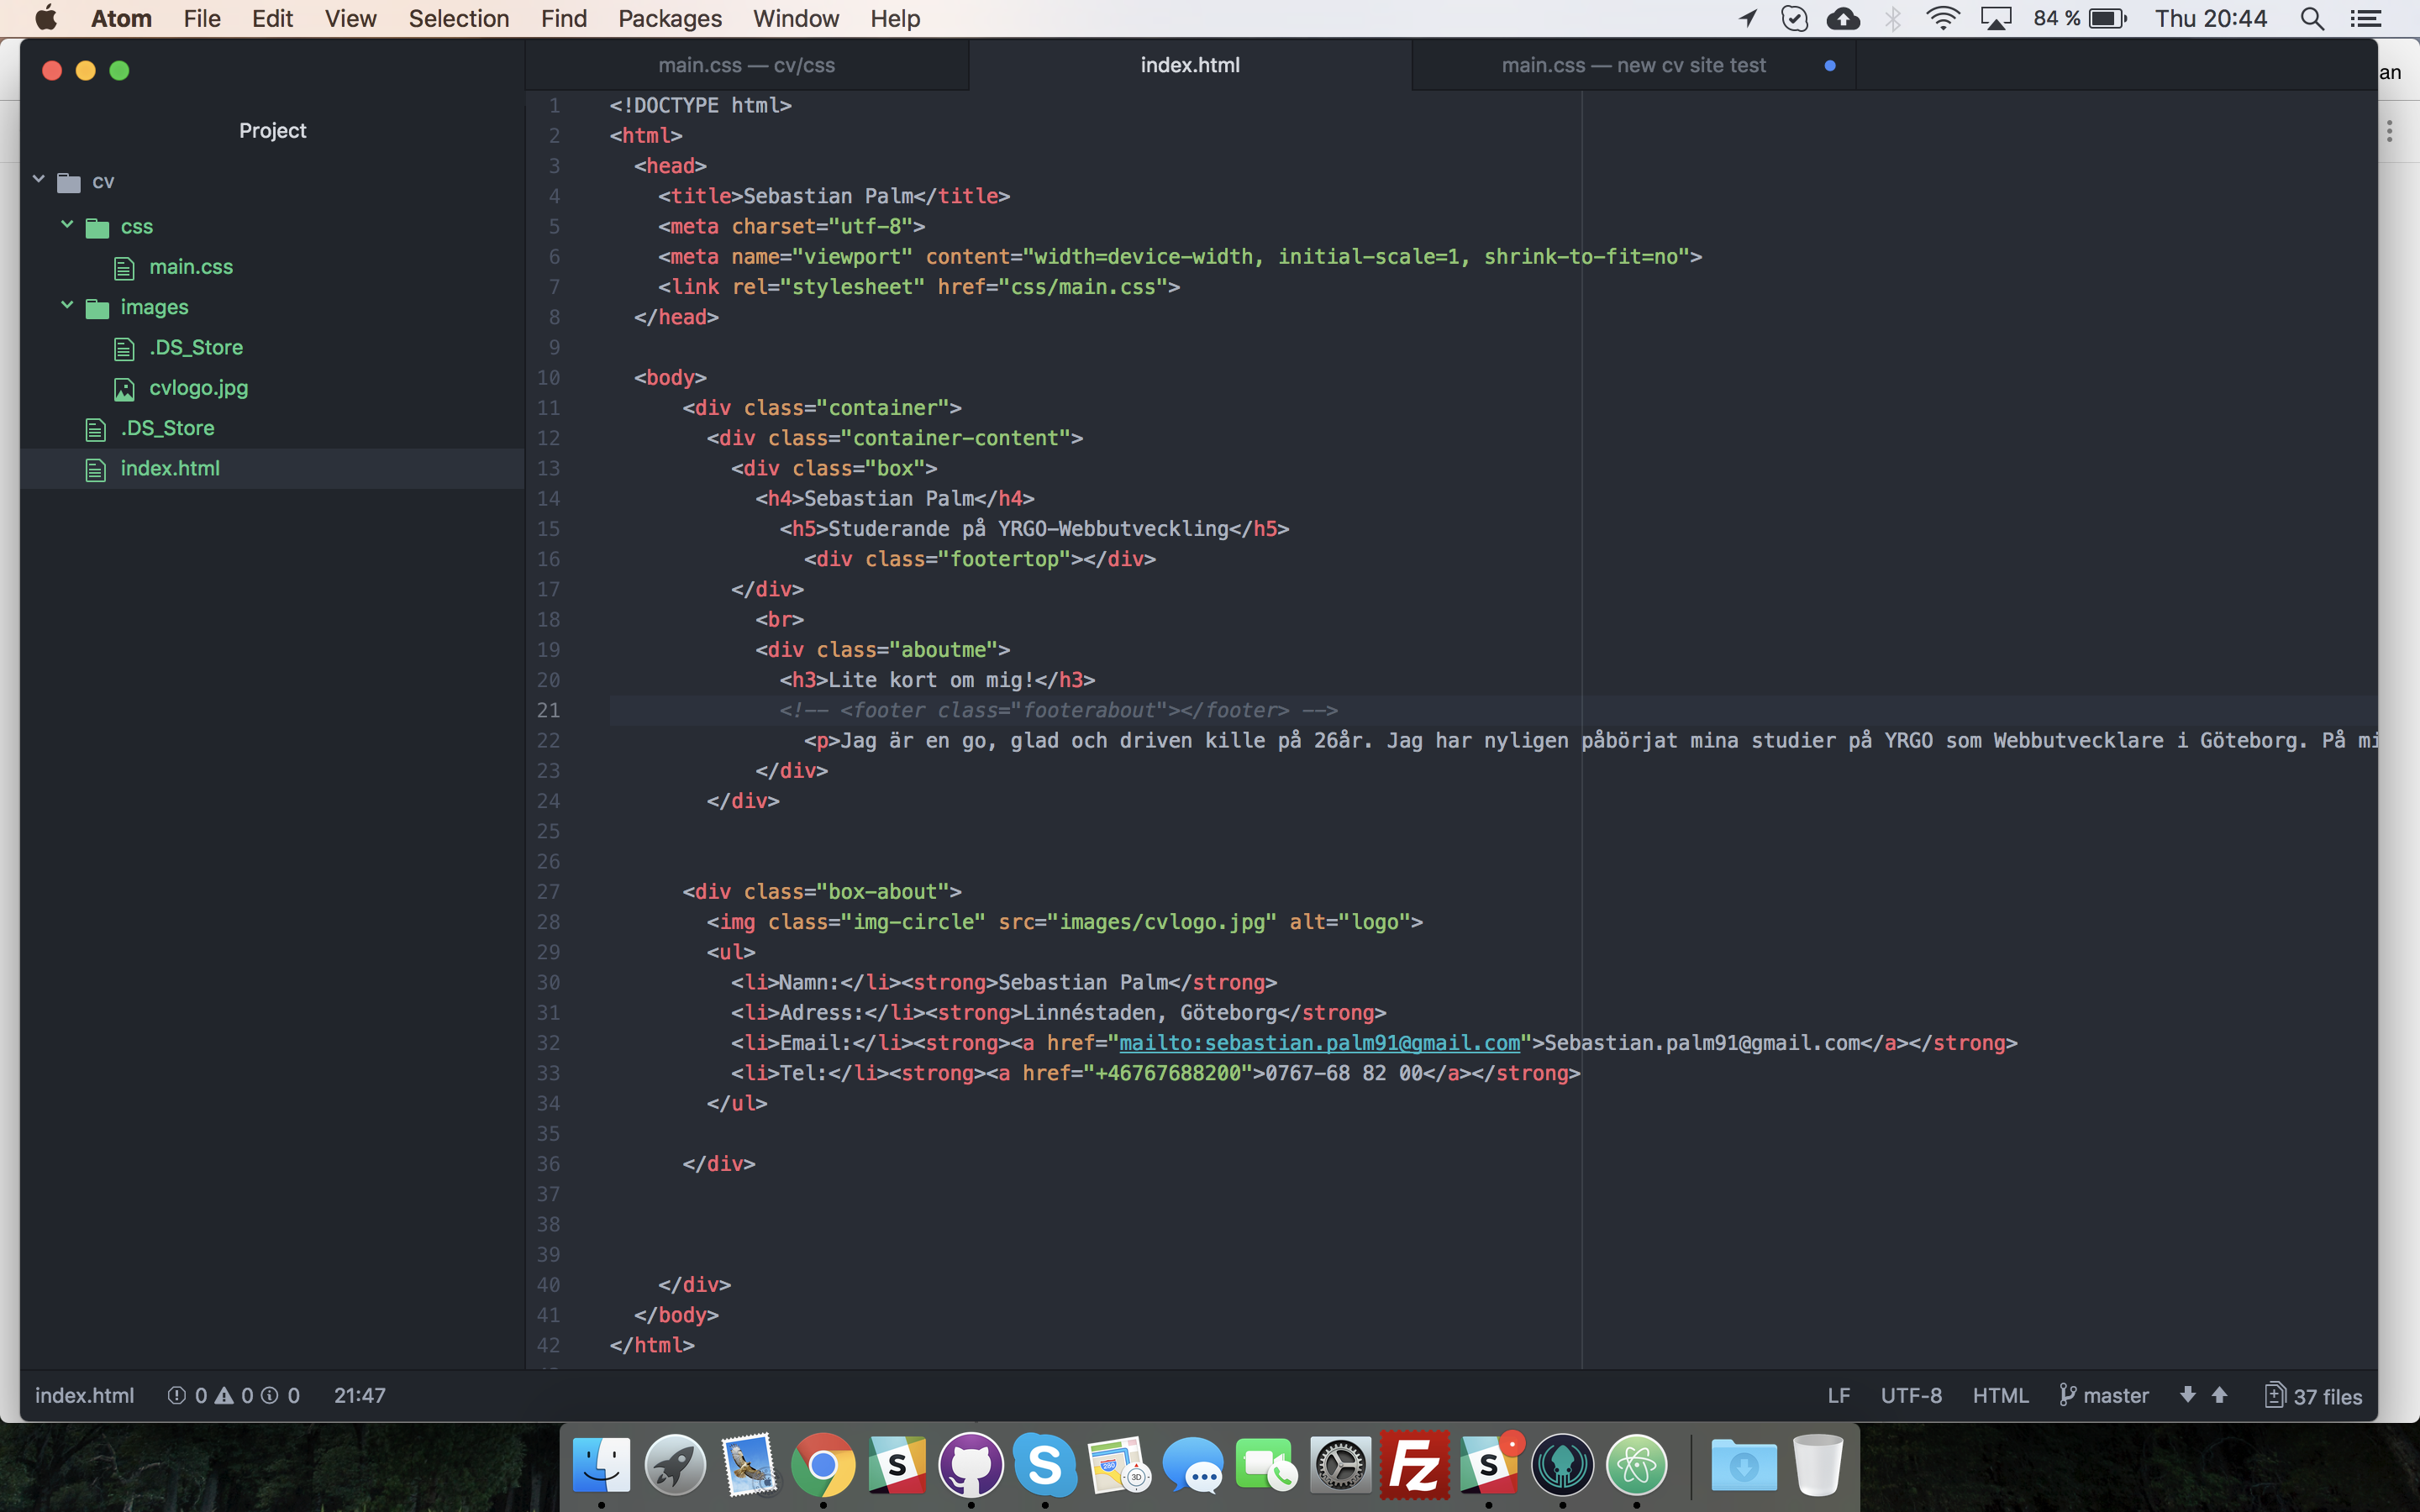 Atom File Edit View Selection Find Packages Window Help 84 % Thu 20:44
main.css — cv/css index.html main.css — new cv site test
an
Project
cv
css
main.css
images
.DS_Store
cvlogo.jpg
.DS_Store
index.html
1 <!DOCTYPE html>
2 <html>
3 <head>
4 <title>Sebastian Palm</title>
5 <meta charset="utf-8">
6 <meta name="viewport" content="width=device-width, initial-scale=1, shrink-to-fit=no">
7 <link rel="stylesheet" href="css/main.css">
8 </head>
9
10 <body>
11 <div class="container">
12 <div class="container-content">
13 <div class="box">
14 <h4>Sebastian Palm</h4>
15 <h5>Studerande på YRGO-Webbutveckling</h5>
16 <div class="footertop"></div>
17 </div>
18 <br>
19 <div class="aboutme">
20 <h3>Lite kort om mig!</h3>
21 <!-- <footer class="footerabout"></footer> -->
22 <p>Jag är en go, glad och driven kille på 26år. Jag har nyligen påbörjat mina studier på YRGO som Webbutvecklare i Göteborg. På mi
23 </div>
24 </div>
25
26
27 <div class="box-about">
28 <img class="img-circle" src="images/cvlogo.jpg" alt="logo">
29 <ul>
30 <li>Namn:</li><strong>Sebastian Palm</strong>
31 <li>Adress:</li><strong>Linnéstaden, Göteborg</strong>
32 <li>Email:</li><strong><a href="mailto:sebastian.palm91@gmail.com">Sebastian.palm91@gmail.com</a></strong>
33 <li>Tel:</li><strong><a href="+46767688200">0767-68 82 00</a></strong>
34 </ul>
35
36 </div>
37
38
39
40 </div>
41 </body>
42 </html>
index.html 0 0 0 21:47 LF UTF-8 HTML master 37 files